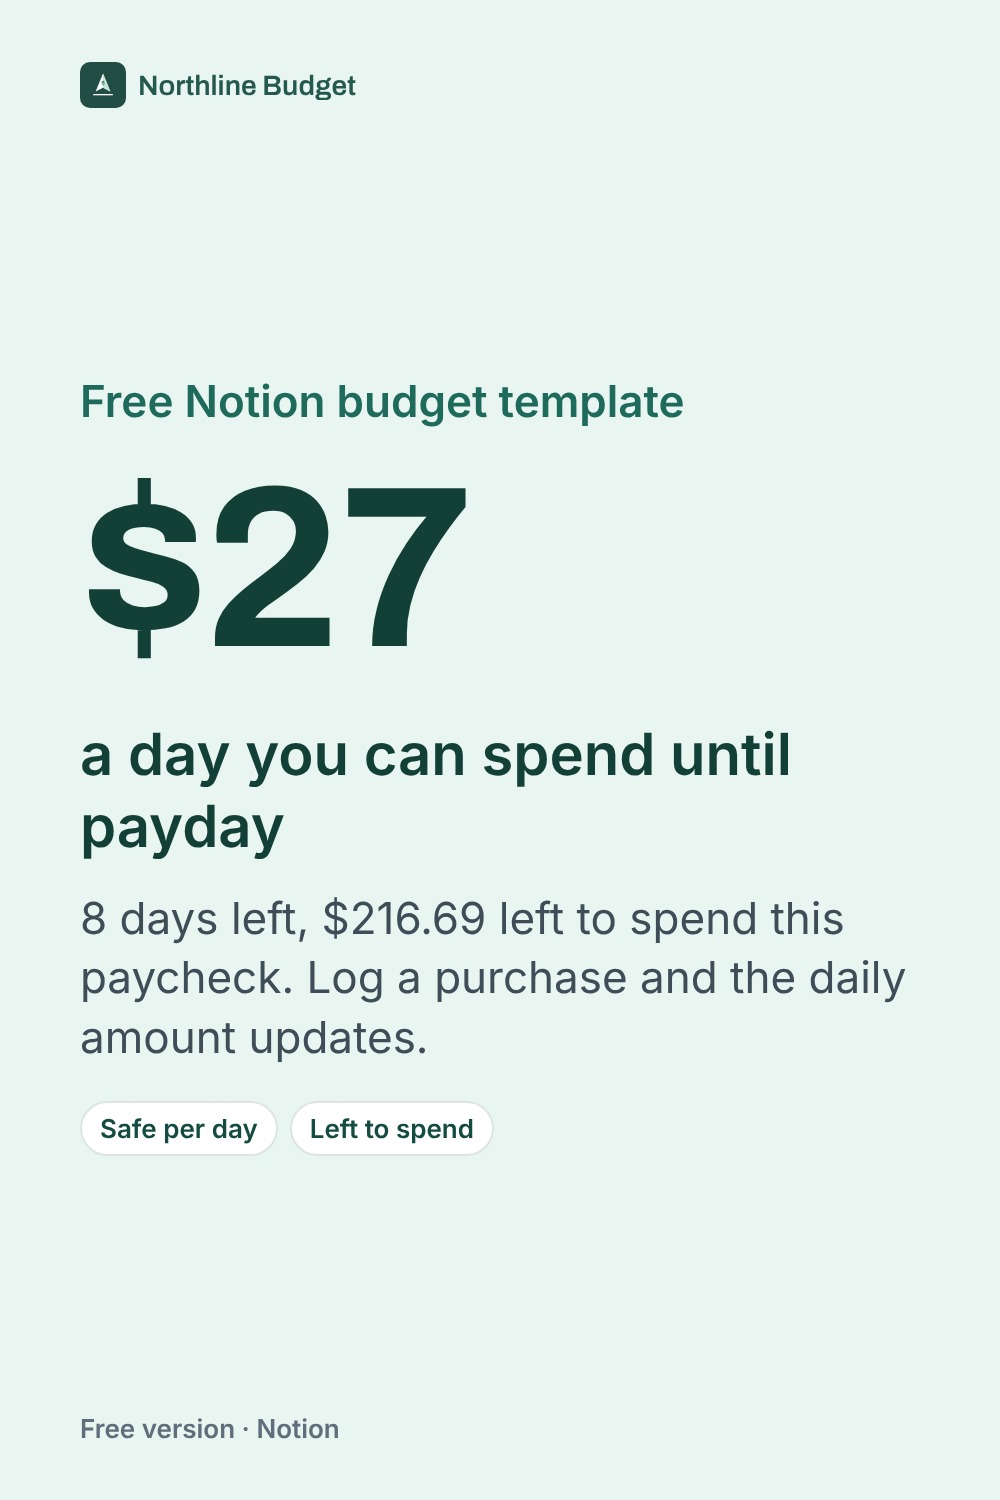 Northline Budget
Free Notion budget template
$27
a day you can spend until
payday
8 days left, $216.69 left to spend this
paycheck. Log a purchase and the daily
amount updates.
Safe per day
Left to spend
Free version · Notion